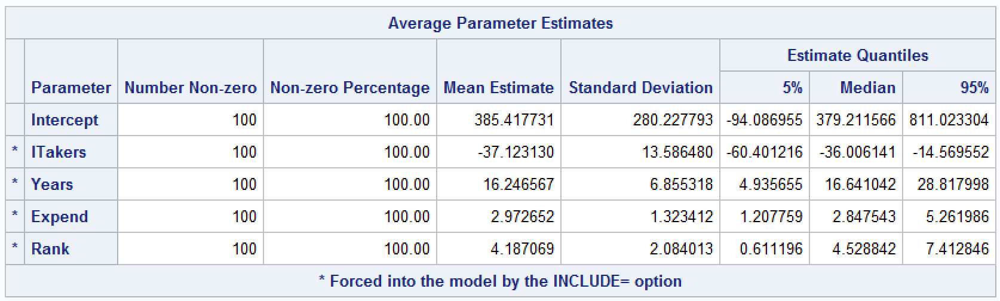 Average Parameter Estimates
Estimate Quantiles
Parameter Number Non-zero Non-zero Percentage Mean Estimate Standard Deviation 5% Median 95%
Intercept 100 100.00 385.417731 280.227793 -94.086955 379.211566 811.023304
* ITakers 100 100.00 -37.123130 13.586480 -60.401216 -36.006141 -14.569552
* Years 100 100.00 16.246567 6.855318 4.935655 16.641042 28.817998
* Expend 100 100.00 2.972652 1.323412 1.207759 2.847543 5.261986
* Rank 100 100.00 4.187069 2.084013 0.611196 4.528842 7.412846
* Forced into the model by the INCLUDE= option